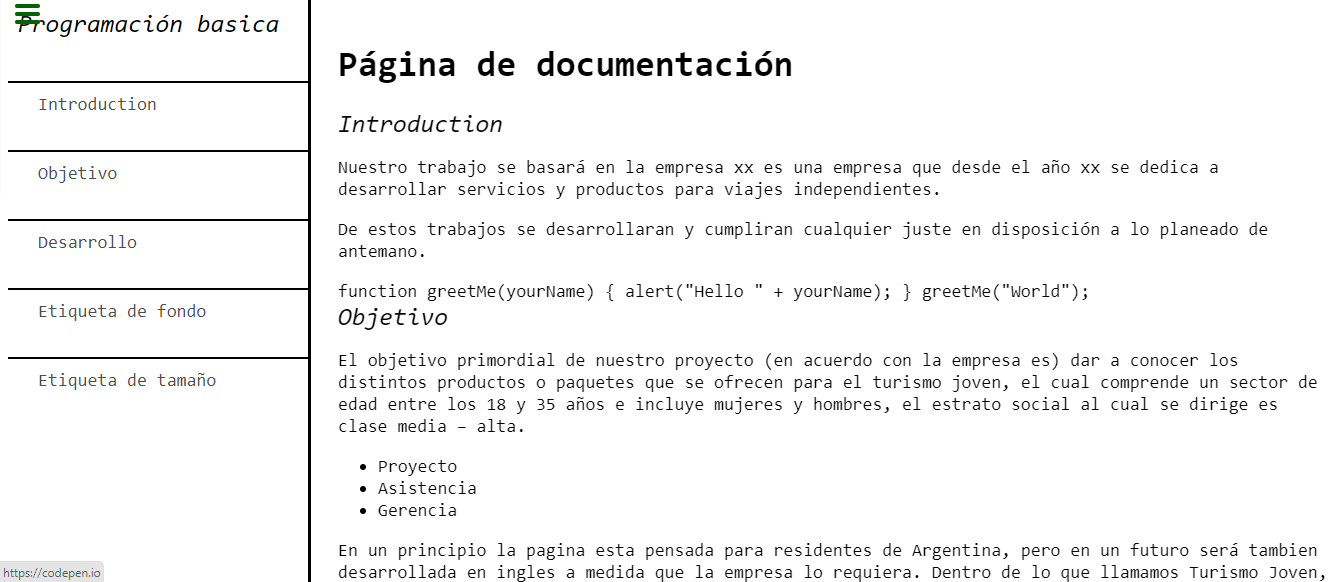 Programación basica
Introduction
Objetivo
Desarrollo
Etiqueta de fondo
Etiqueta de tamaño
Página de documentación
Introduction
Nuestro trabajo se basará en la empresa xx es una empresa que desde el año xx se dedica a
desarrollar servicios y productos para viajes independientes.
De estos trabajos se desarrollaran y cumpliran cualquier juste en disposición a lo planeado de
antemano.
function greetMe(yourName) { alert("Hello " + yourName); } greetMe("World");
Objetivo
El objetivo primordial de nuestro proyecto (en acuerdo con la empresa es) dar a conocer los
distintos productos o paquetes que se ofrecen para el turismo joven, el cual comprende un sector de
edad entre los 18 y 35 años e incluye mujeres y hombres, el estrato social al cual se dirige es
clase media – alta.
• Proyecto
• Asistencia
• Gerencia
En un principio la pagina esta pensada para residentes de Argentina, pero en un futuro será tambien
desarrollada en ingles a medida que la empresa lo requiera. Dentro de lo que llamamos Turismo Joven,
https://codepen.io